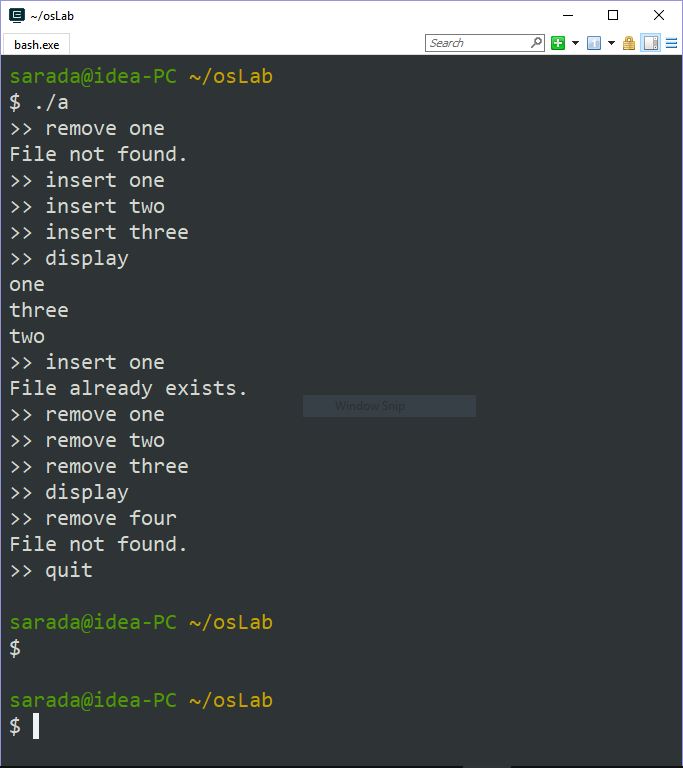 ~/osLab
bash.exe
Search
sarada@idea-PC ~/osLab
$ ./a
>> remove one
File not found.
>> insert one
>> insert two
>> insert three
>> display
one
three
two
>> insert one
File already exists.
>> remove one
Window Snip
>> remove two
>> remove three
>> display
>> remove four
File not found.
>> quit
sarada@idea-PC ~/osLab
$
sarada@idea-PC ~/osLab
$